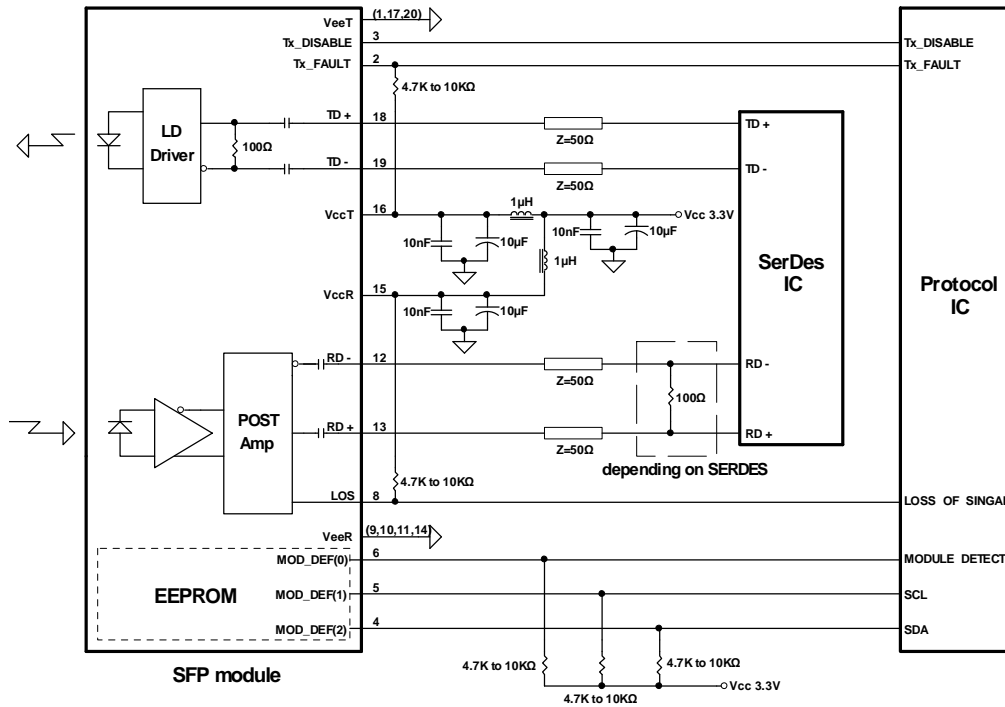 VeeT (1,17,20)
Tx_DISABLE 3 Tx_DISABLE
Tx_FAULT 2 Tx_FAULT
4.7K to 10KΩ
LD
Driver
100Ω
TD+ 18 Z=50Ω TD+
TD- 19 Z=50Ω TD-
1µH
VccT 16 Vcc 3.3V
10nF 10µF 10nF 10µF
1µH
SerDes
IC
Protocol
IC
VccR 15
10nF 10µF
RD- 12 Z=50Ω RD-
100Ω
POST
Amp
RD+ 13 Z=50Ω RD+
depending on SERDES
4.7K to 10KΩ
LOS 8 LOSS OF SINGAL
VeeR (9,10,11,14)
MOD_DEF(0) 6 MODULE DETECT
EEPROM
MOD_DEF(1) 5 SCL
MOD_DEF(2) 4 SDA
4.7K to 10KΩ 4.7K to 10KΩ
4.7K to 10KΩ
Vcc 3.3V
SFP module